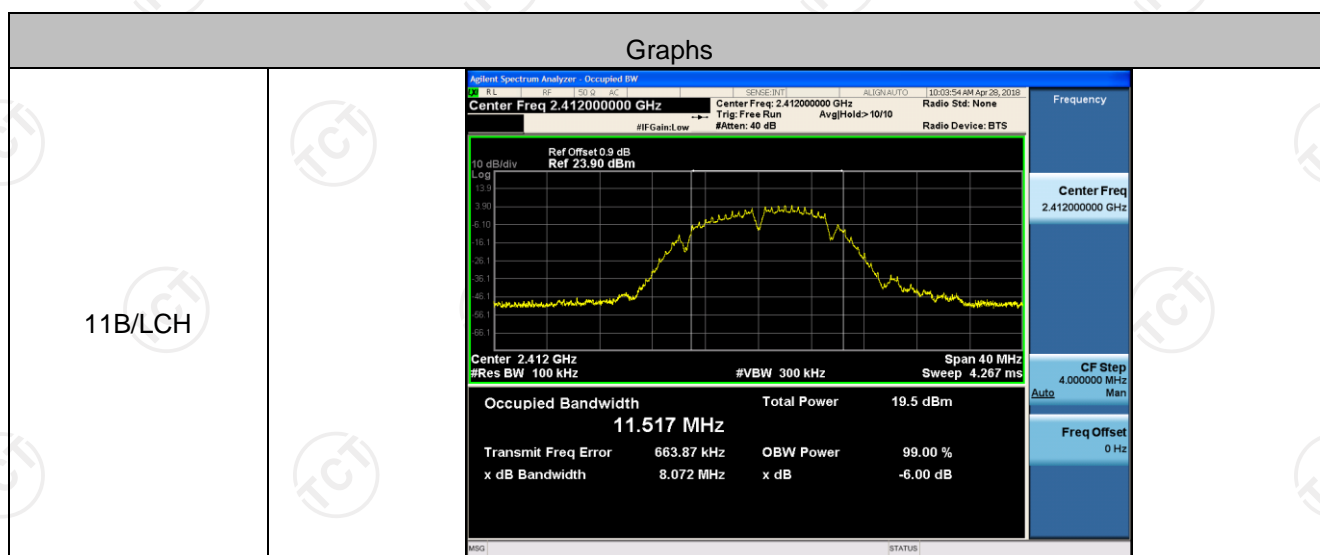 Graphs
11B/LCH
Agilent Spectrum Analyzer - Occupied BW
RL RF 50 Ω AC SENSE:INT ALIGN AUTO 10:03:54 AM Apr 28, 2018
Center Freq 2.412000000 GHz
Center Freq: 2.412000000 GHz Radio Std: None
Trig: Free Run Avg|Hold:> 10/10
#IFGain:Low #Atten: 40 dB Radio Device: BTS
Ref Offset 0.9 dB
10 dB/div Ref 23.90 dBm
Log
13.9
3.90
-6.10
-16.1
-26.1
-36.1
-46.1
-56.1
-66.1
Center 2.412 GHz Span 40 MHz
#Res BW 100 kHz #VBW 300 kHz Sweep 4.267 ms
Occupied Bandwidth Total Power 19.5 dBm
11.517 MHz
Transmit Freq Error 663.87 kHz OBW Power 99.00 %
x dB Bandwidth 8.072 MHz x dB -6.00 dB
MSG STATUS
Frequency
Center Freq
2.412000000 GHz
CF Step
4.000000 MHz
Auto Man
Freq Offset
0 Hz
TCT
TCT
TCT
TCT
TCT